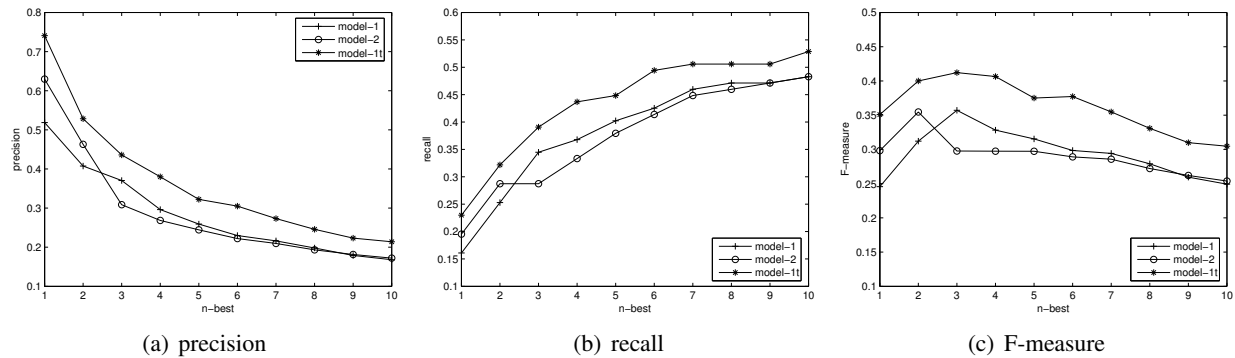 0.8
0.7
0.6
0.5
0.4
0.3
0.2
0.1
precision
1 2 3 4 5 6 7 8 9 10
n-best
model-1
model-2
model-1t
(a) precision
0.6
0.55
0.5
0.45
0.4
0.35
0.3
0.25
0.2
0.15
0.1
recall
1 2 3 4 5 6 7 8 9 10
n-best
model-1
model-2
model-1t
(b) recall
0.5
0.45
0.4
0.35
0.3
0.25
0.2
0.15
0.1
F-measure
1 2 3 4 5 6 7 8 9 10
n-best
model-1
model-2
model-1t
(c) F-measure